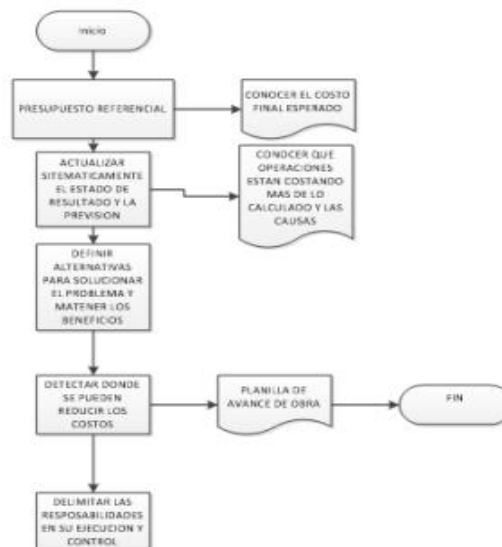 Inicio
PRESUPUESTO REFERENCIAL
CONOCER EL COSTO
FINAL ESPERADO
ACTUALIZAR
SITEMATICAMENTE
EL ESTADO DE
RESULTADO Y LA
PREVISION
CONOCER QUE
OPERACIONES
ESTAN COSTANDO
MAS DE LO
CALCULADO Y LAS
CAUSAS
DEFINIR
ALTERNATIVAS
PARA SOLUCIONAR
EL PROBLEMA Y
MATENER LOS
BENEFICIOS
DETECTAR DONDE
SE PUEDEN
REDUCIR LOS
COSTOS
PLANILLA DE
AVANCE DE OBRA
FIN
DELIMITAR LAS
RESPOSABILIDADES
EN SU EJECUCION Y
CONTROL